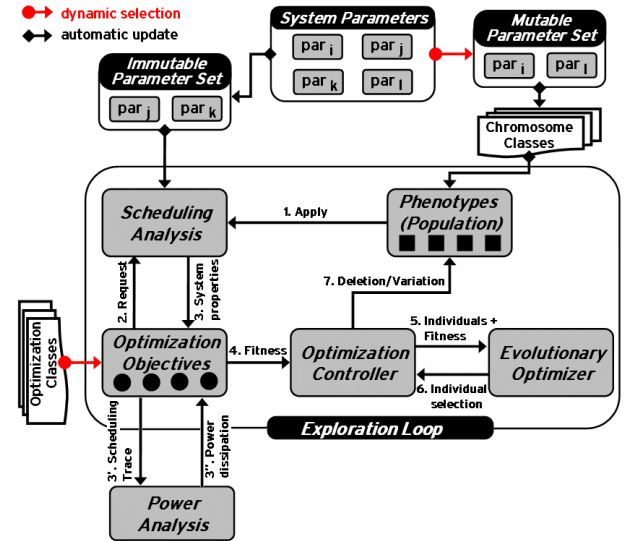 dynamic selection
automatic update
System Parameters
par i
par j
par k
par l
Mutable
Parameter Set
par i
par l
Immutable
Parameter Set
par j
par k
Chromosome
Classes
Scheduling
Analysis
1. Apply
Phenotypes
(Population)
2. Request
3. System
properties
7. Deletion/Variation
Optimization
Classes
Optimization
Objectives
4. Fitness
Optimization
Controller
5. Individuals +
Fitness
6. Individual
selection
Evolutionary
Optimizer
Exploration Loop
3'. Scheduling
Trace
3''. Power
dissipation
Power
Analysis